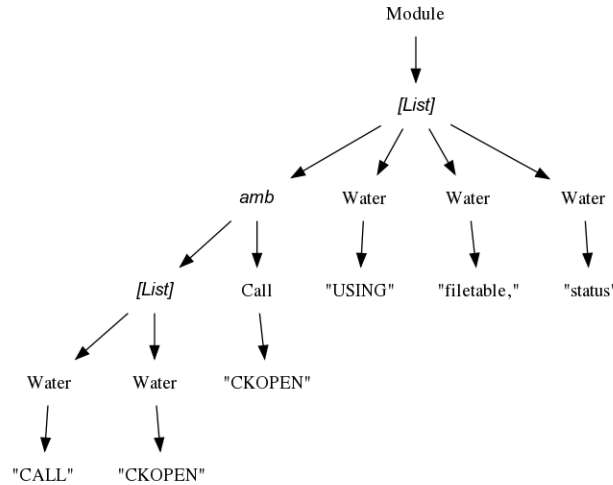 Module
[List]
amb Water Water Water
[List] Call "USING" "filetable," "status"
Water Water "CKOPEN"
"CALL" "CKOPEN"